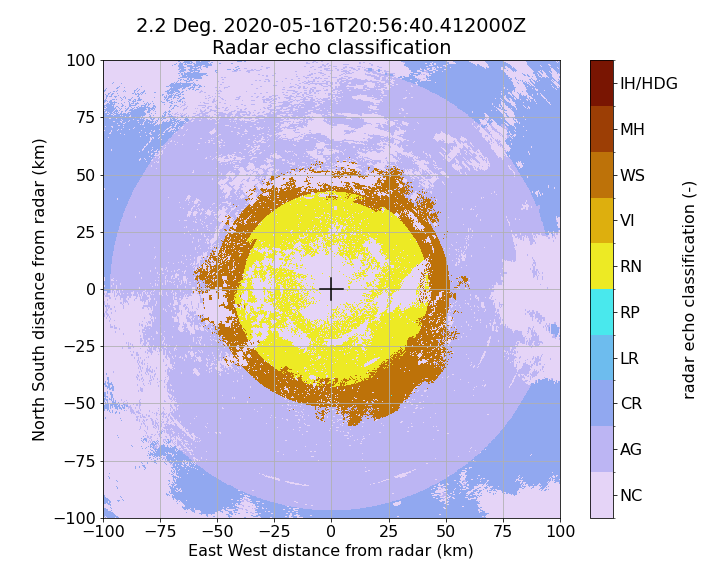 2.2 Deg. 2020-05-16T20:56:40.412000Z
Radar echo classification
100
75
50
25
0
−25
−50
−75
−100
−100 −75 −50 −25 0 25 50 75 100
East West distance from radar (km)
North South distance from radar (km)
IH/HDG
MH
WS
VI
RN
RP
LR
CR
AG
NC
radar echo classification (-)